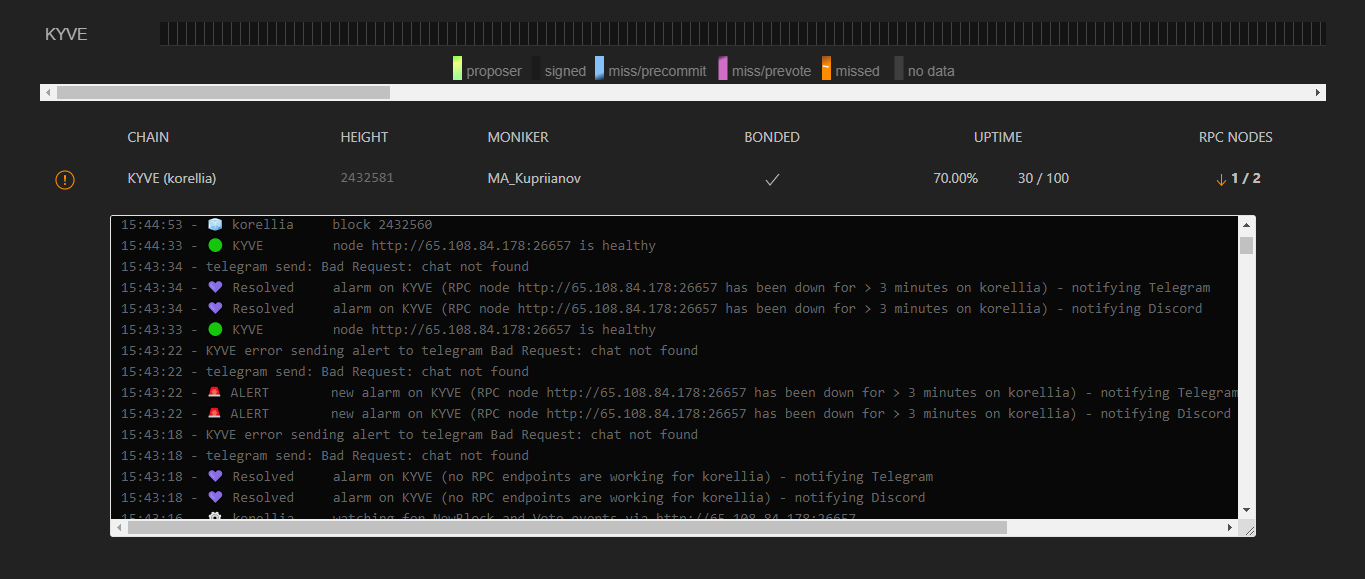 KYVE
proposer signed miss/precommit miss/prevote missed no data
CHAIN HEIGHT MONIKER BONDED UPTIME RPC NODES
KYVE (korellia) 2432581 MA_Kupriianov 70.00% 30 / 100 ↓ 1 / 2
15:44:53 - korellia block 2432560
15:44:33 - KYVE node http://65.108.84.178:26657 is healthy
15:43:34 - telegram send: Bad Request: chat not found
15:43:34 - Resolved alarm on KYVE (RPC node http://65.108.84.178:26657 has been down for > 3 minutes on korellia) - notifying Telegram
15:43:34 - Resolved alarm on KYVE (RPC node http://65.108.84.178:26657 has been down for > 3 minutes on korellia) - notifying Discord
15:43:33 - KYVE node http://65.108.84.178:26657 is healthy
15:43:22 - KYVE error sending alert to telegram Bad Request: chat not found
15:43:22 - telegram send: Bad Request: chat not found
15:43:22 - ALERT new alarm on KYVE (RPC node http://65.108.84.178:26657 has been down for > 3 minutes on korellia) - notifying Telegram
15:43:22 - ALERT new alarm on KYVE (RPC node http://65.108.84.178:26657 has been down for > 3 minutes on korellia) - notifying Discord
15:43:18 - KYVE error sending alert to telegram Bad Request: chat not found
15:43:18 - telegram send: Bad Request: chat not found
15:43:18 - Resolved alarm on KYVE (no RPC endpoints are working for korellia) - notifying Telegram
15:43:18 - Resolved alarm on KYVE (no RPC endpoints are working for korellia) - notifying Discord
15:43:16 - korellia watching for NewBlock and Vote events via http://65.108.84.178:26657